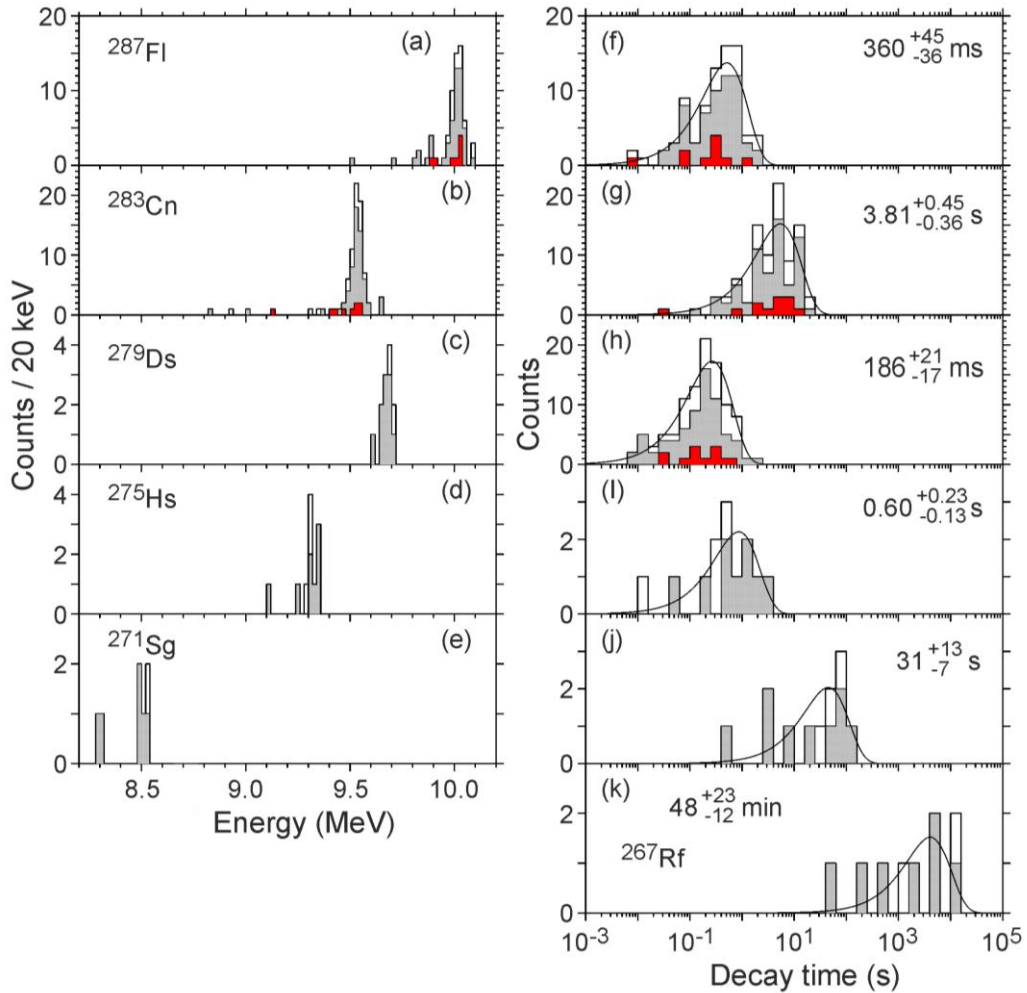 20
²⁸⁷Fl
(a)
10
0
20
²⁸³Cn
(b)
10
0
4
²⁷⁹Ds
(c)
2
0
4
²⁷⁵Hs
(d)
2
0
²⁷¹Sg
(e)
2
0
8.5 9.0 9.5 10.0
Energy (MeV)
Counts / 20 keV
20
(f)
360 +45 -36 ms
10
0
20
(g)
3.81 +0.45 -0.36 s
10
0
20
(h)
186 +21 -17 ms
10
0
(I)
0.60 +0.23 -0.13 s
2
0
(j)
31 +13 -7 s
2
0
(k)
48 +23 -12 min
²⁶⁷Rf
2
0
10⁻³ 10⁻¹ 10¹ 10³ 10⁵
Decay time (s)
Counts